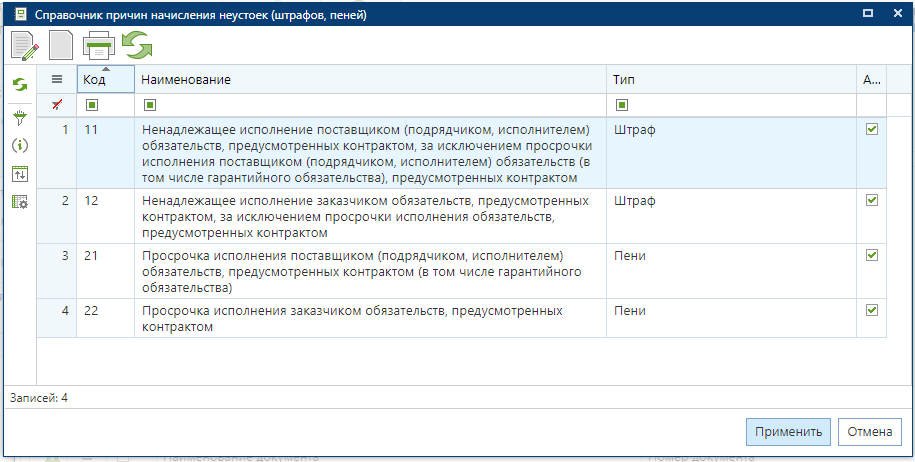 Справочник причин начисления неустоек (штрафов, пеней)
Код Наименование Тип А...
1 11 Ненадлежащее исполнение поставщиком (подрядчиком, исполнителем) Штраф
обязательств, предусмотренных контрактом, за исключением просрочки
исполнения поставщиком (подрядчиком, исполнителем) обязательств (в
том числе гарантийного обязательства), предусмотренных контрактом
2 12 Ненадлежащее исполнение заказчиком обязательств, предусмотренных Штраф
контрактом, за исключением просрочки исполнения обязательств,
предусмотренных контрактом
3 21 Просрочка исполнения поставщиком (подрядчиком, исполнителем) Пени
обязательств, предусмотренных контрактом (в том числе гарантийного
обязательства)
4 22 Просрочка исполнения заказчиком обязательств, предусмотренных Пени
контрактом
Записей: 4
Применить Отмена
Наименование документа Номер документа